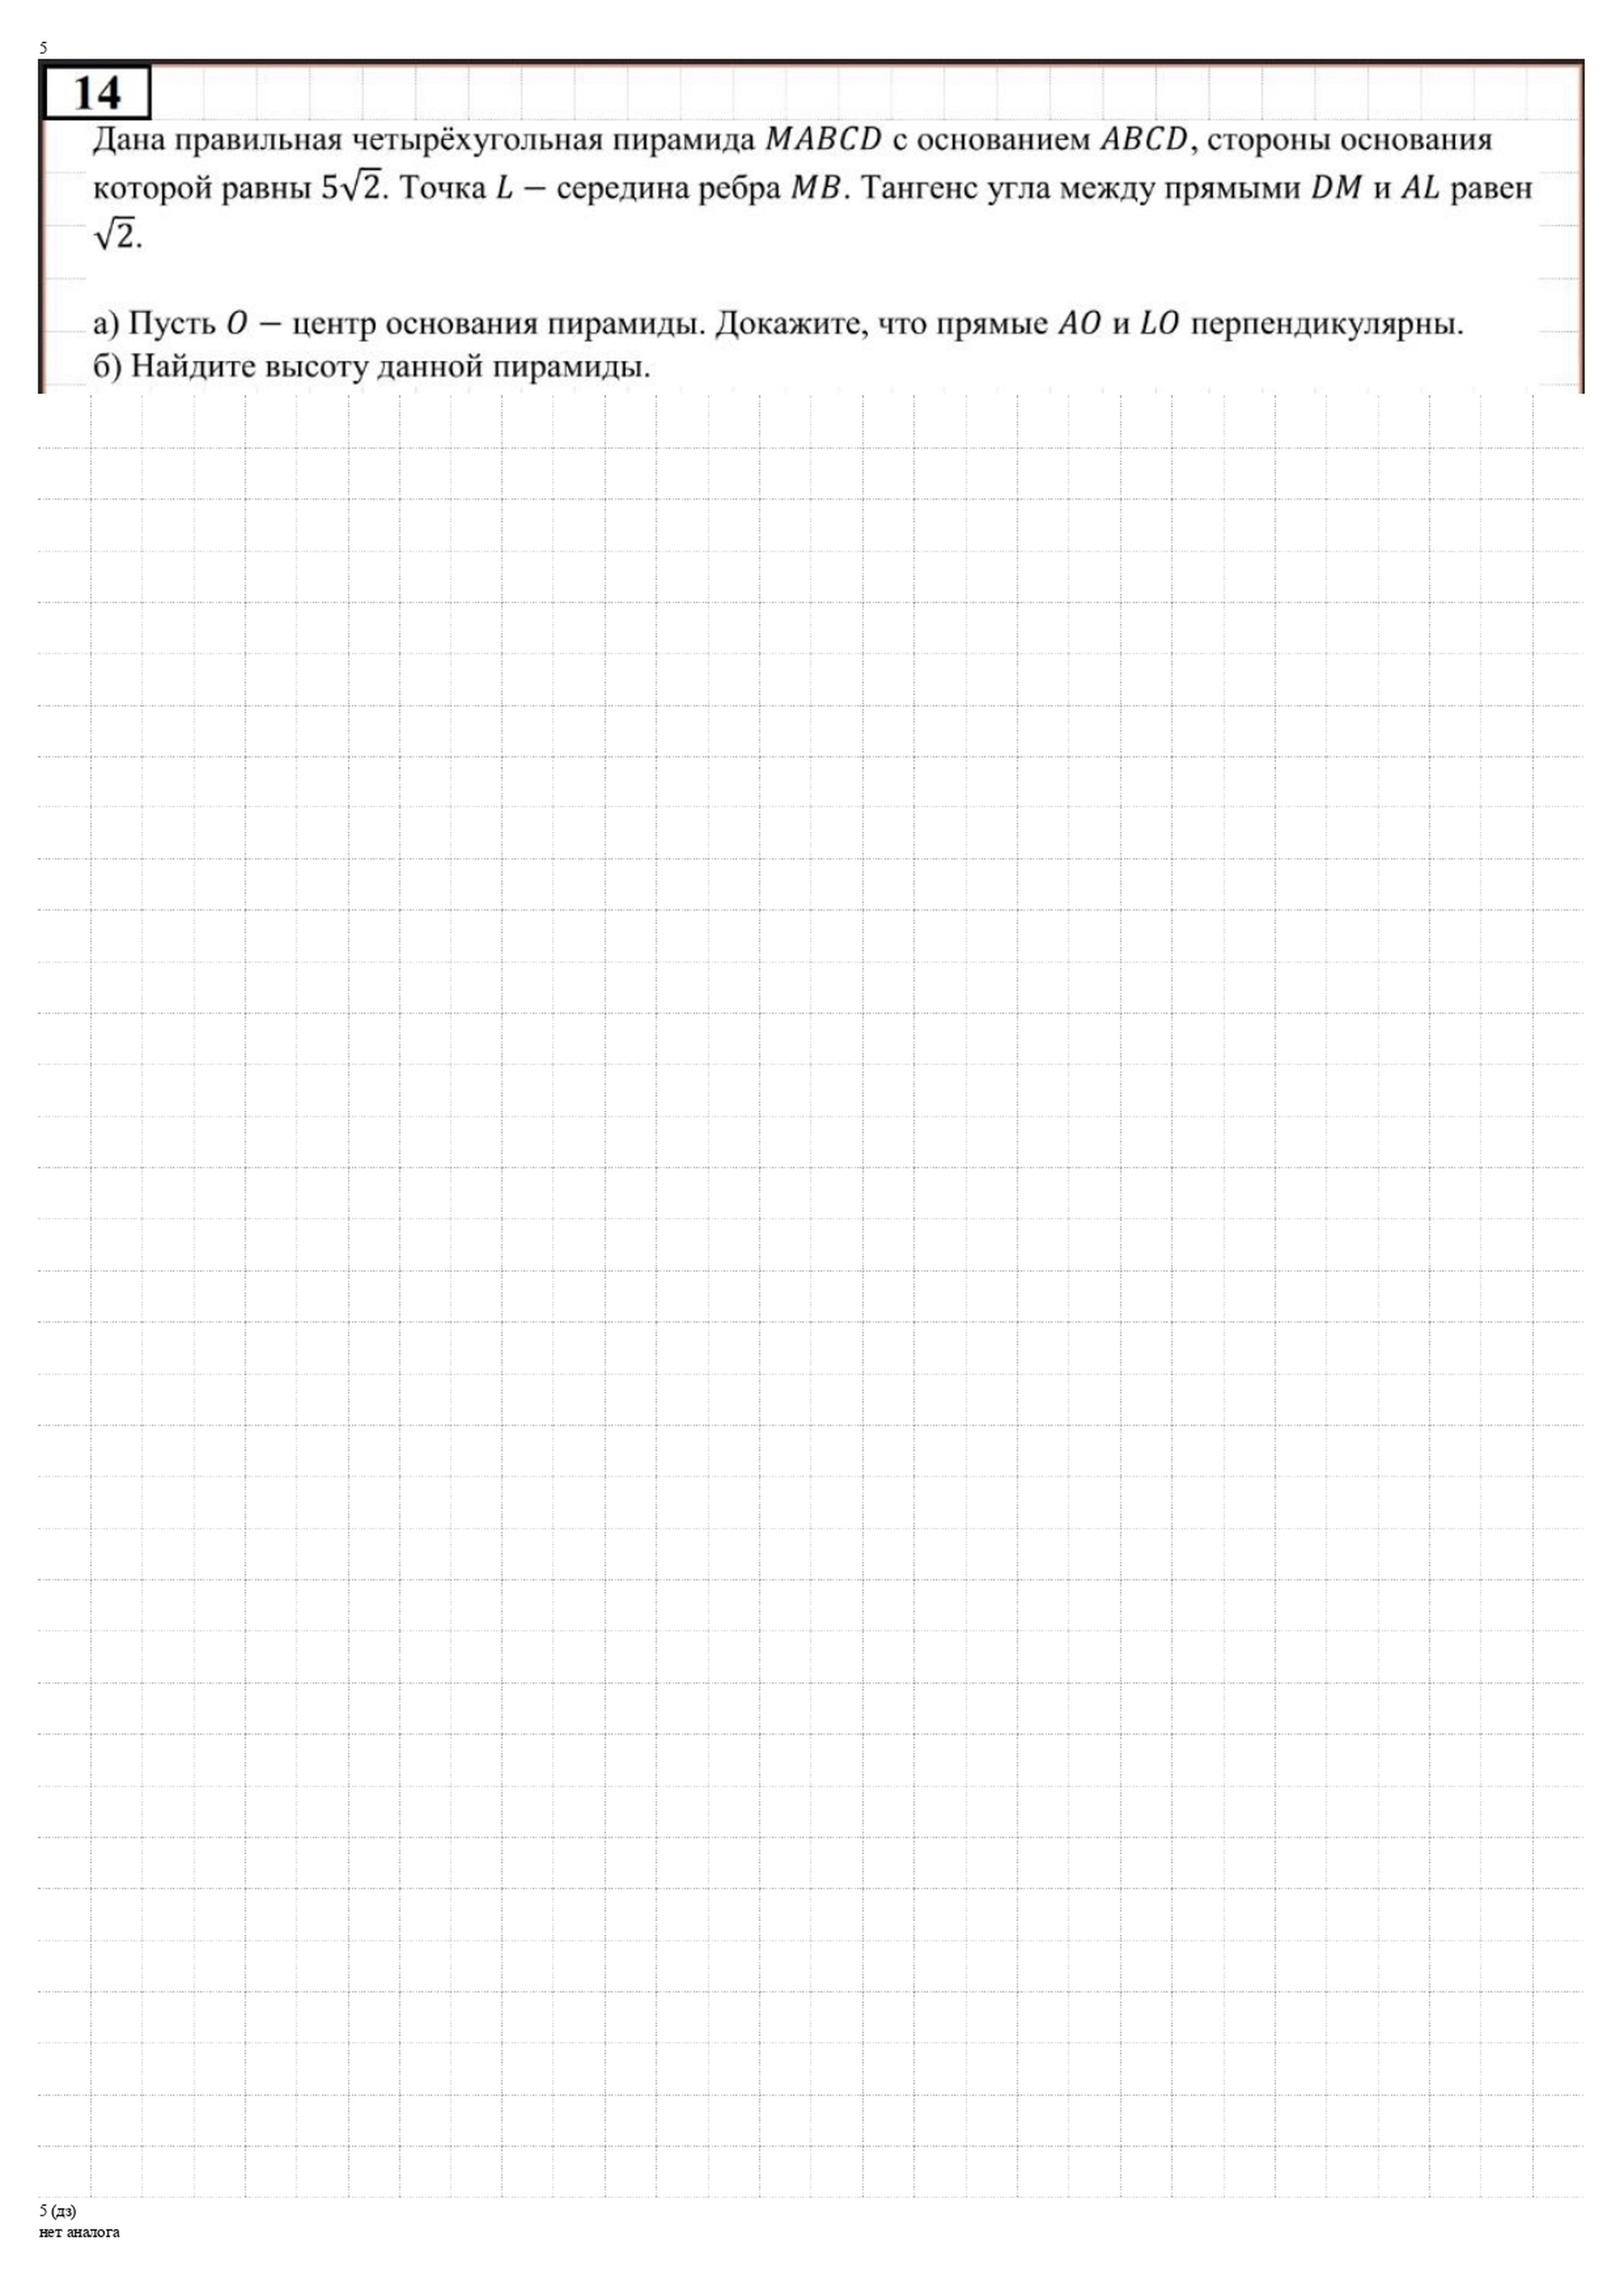 5
14
Дана правильная четырёхугольная пирамида MABCD с основанием ABCD, стороны основания
которой равны 5√2. Точка L – середина ребра MB. Тангенс угла между прямыми DM и AL равен
√2.
а) Пусть O – центр основания пирамиды. Докажите, что прямые AO и LO перпендикулярны.
б) Найдите высоту данной пирамиды.
5 (дз)
нет аналога